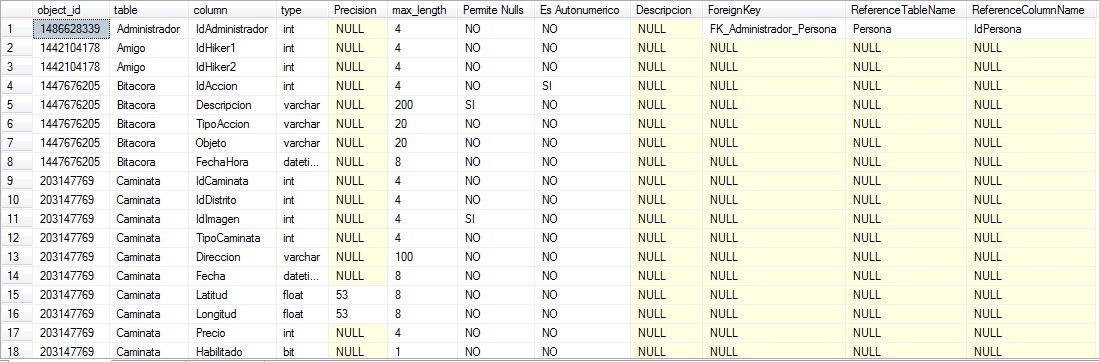 object_id table column type Precision max_length Permite Nulls Es Autonumerico Descripcion ForeignKey ReferenceTableName ReferenceColumnName
1 1486628339 Administrador IdAdministrador int NULL 4 NO NO NULL FK_Administrador_Persona Persona IdPersona
2 1442104178 Amigo IdHiker1 int NULL 4 NO NO NULL NULL NULL NULL
3 1442104178 Amigo IdHiker2 int NULL 4 NO NO NULL NULL NULL NULL
4 1447676205 Bitacora IdAccion int NULL 4 NO SI NULL NULL NULL NULL
5 1447676205 Bitacora Descripcion varchar NULL 200 SI NO NULL NULL NULL NULL
6 1447676205 Bitacora TipoAccion varchar NULL 20 NO NO NULL NULL NULL NULL
7 1447676205 Bitacora Objeto varchar NULL 20 NO NO NULL NULL NULL NULL
8 1447676205 Bitacora FechaHora dateti... NULL 8 NO NO NULL NULL NULL NULL
9 203147769 Caminata IdCaminata int NULL 4 NO NO NULL NULL NULL NULL
10 203147769 Caminata IdDistrito int NULL 4 NO NO NULL NULL NULL NULL
11 203147769 Caminata IdImagen int NULL 4 SI NO NULL NULL NULL NULL
12 203147769 Caminata TipoCaminata int NULL 4 NO NO NULL NULL NULL NULL
13 203147769 Caminata Direccion varchar NULL 100 NO NO NULL NULL NULL NULL
14 203147769 Caminata Fecha dateti... NULL 8 NO NO NULL NULL NULL NULL
15 203147769 Caminata Latitud float 53 8 NO NO NULL NULL NULL NULL
16 203147769 Caminata Longitud float 53 8 NO NO NULL NULL NULL NULL
17 203147769 Caminata Precio int NULL 4 NO NO NULL NULL NULL NULL
18 203147769 Caminata Habilitado bit NULL 1 NO NO NULL NULL NULL NULL